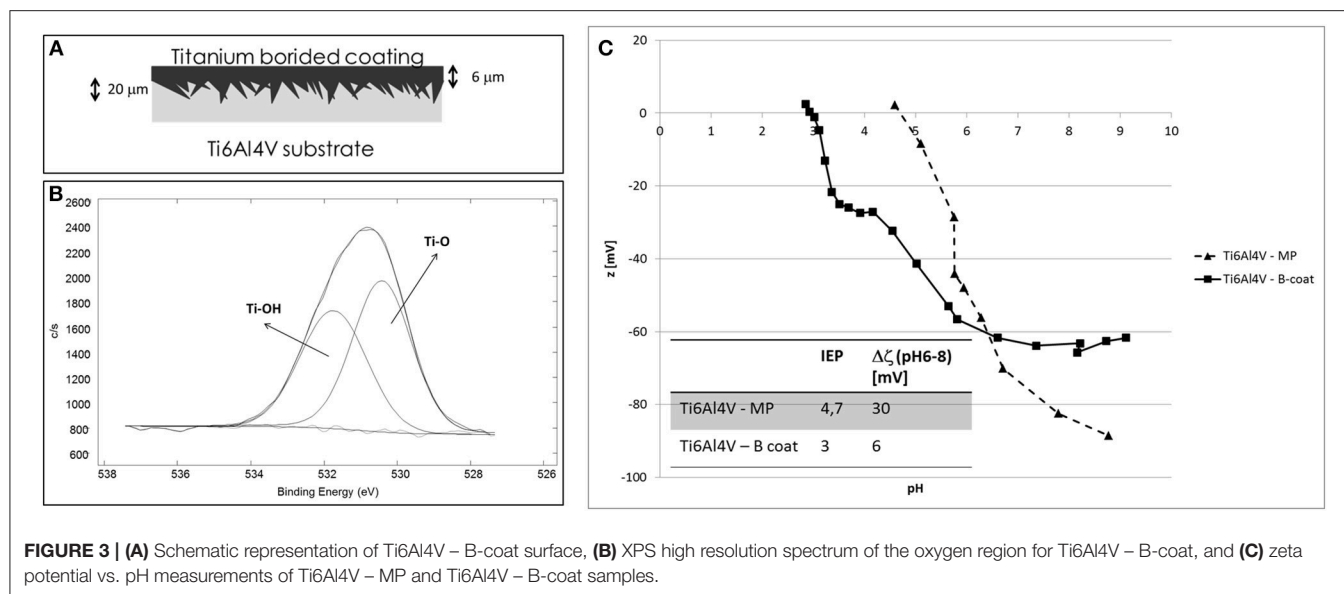 A
Titanium borided coating
20 μm
6 μm
Ti6Al4V substrate
B
2600
2400
2200
2000
1800
1600
1400
1200
1000
800
600
c/s
Ti-O
Ti-OH
538
536
534
532
530
528
526
Binding Energy (eV)
C
20
0
-20
-40
-60
-80
-100
z [mV]
0
1
2
3
4
5
6
7
8
9
10
pH
Ti6Al4V - MP
Ti6Al4V - B-coat
IEP Δζ (pH6-8) [mV]
Ti6Al4V - MP 4,7 30
Ti6Al4V – B coat 3 6
FIGURE 3 | (A) Schematic representation of Ti6Al4V – B-coat surface, (B) XPS high resolution spectrum of the oxygen region for Ti6Al4V – B-coat, and (C) zeta
potential vs. pH measurements of Ti6Al4V – MP and Ti6Al4V – B-coat samples.